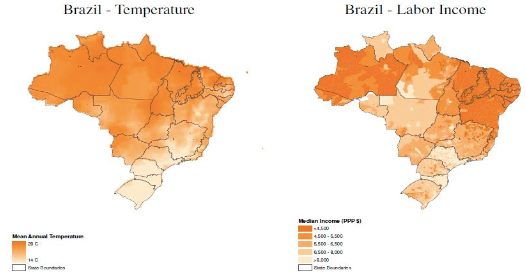 Brazil - Temperature
Brazil - Labor Income
Mean Annual Temperature
29 C
14 C
State Boundaries
Median Income (PPP $)
<4,500
4,500 - 5,500
5,500 - 6,500
6,500 - 8,000
>8,000
State Boundaries